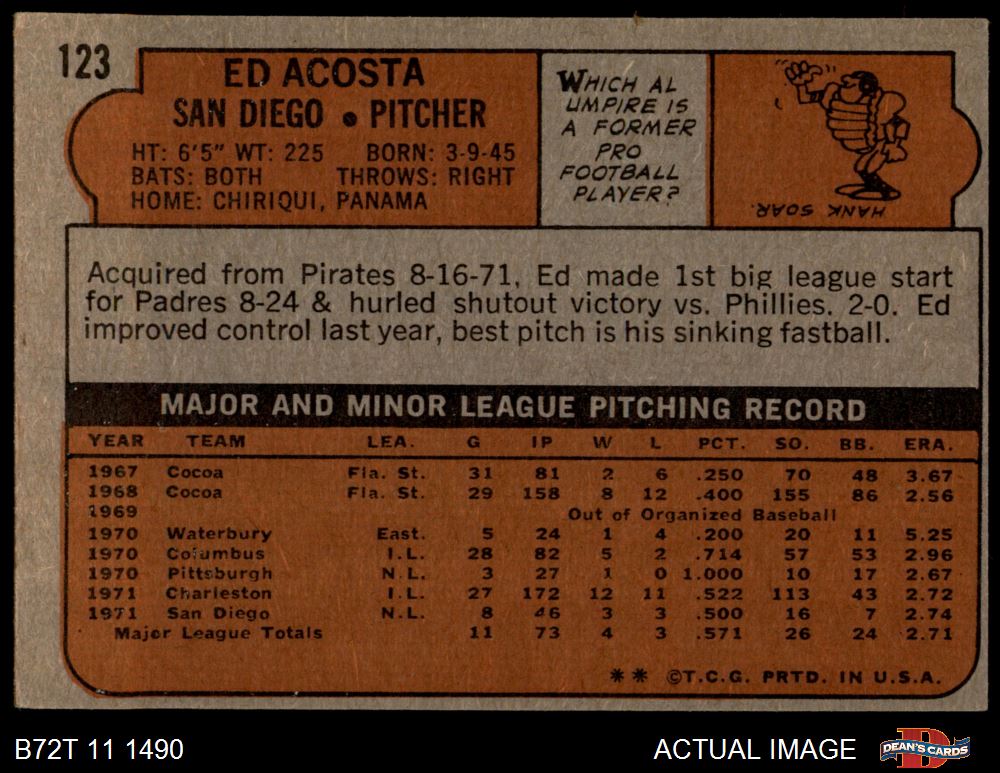 123
ED ACOSTA
SAN DIEGO • PITCHER
HT: 6'5" WT: 225 BORN: 3-9-45
BATS: BOTH THROWS: RIGHT
HOME: CHIRIQUI, PANAMA
WHICH AL
UMPIRE IS
A FORMER
PRO
FOOTBALL
PLAYER?
HANK SOAR.
Acquired from Pirates 8-16-71, Ed made 1st big league start
for Padres 8-24 & hurled shutout victory vs. Phillies. 2-0. Ed
improved control last year, best pitch is his sinking fastball.
MAJOR AND MINOR LEAGUE PITCHING RECORD
YEAR TEAM LEA. G IP W L PCT. SO. BB. ERA.
1967 Cocoa Fla. St. 31 81 2 6 .250 70 48 3.67
1968 Cocoa Fla. St. 29 158 8 12 .400 155 86 2.56
1969 Out of Organized Baseball
1970 Waterbury East. 5 24 1 4 .200 20 11 5.25
1970 Columbus I.L. 28 82 5 2 .714 57 53 2.96
1970 Pittsburgh N.L. 3 27 1 0 1.000 10 17 2.67
1971 Charleston I.L. 27 172 12 11 .522 113 43 2.72
1971 San Diego N.L. 8 46 3 3 .500 16 7 2.74
Major League Totals 11 73 4 3 .571 26 24 2.71
** ©T.C.G. PRTD. IN U.S.A.
B72T 11 1490 ACTUAL IMAGE
DEAN'S CARDS